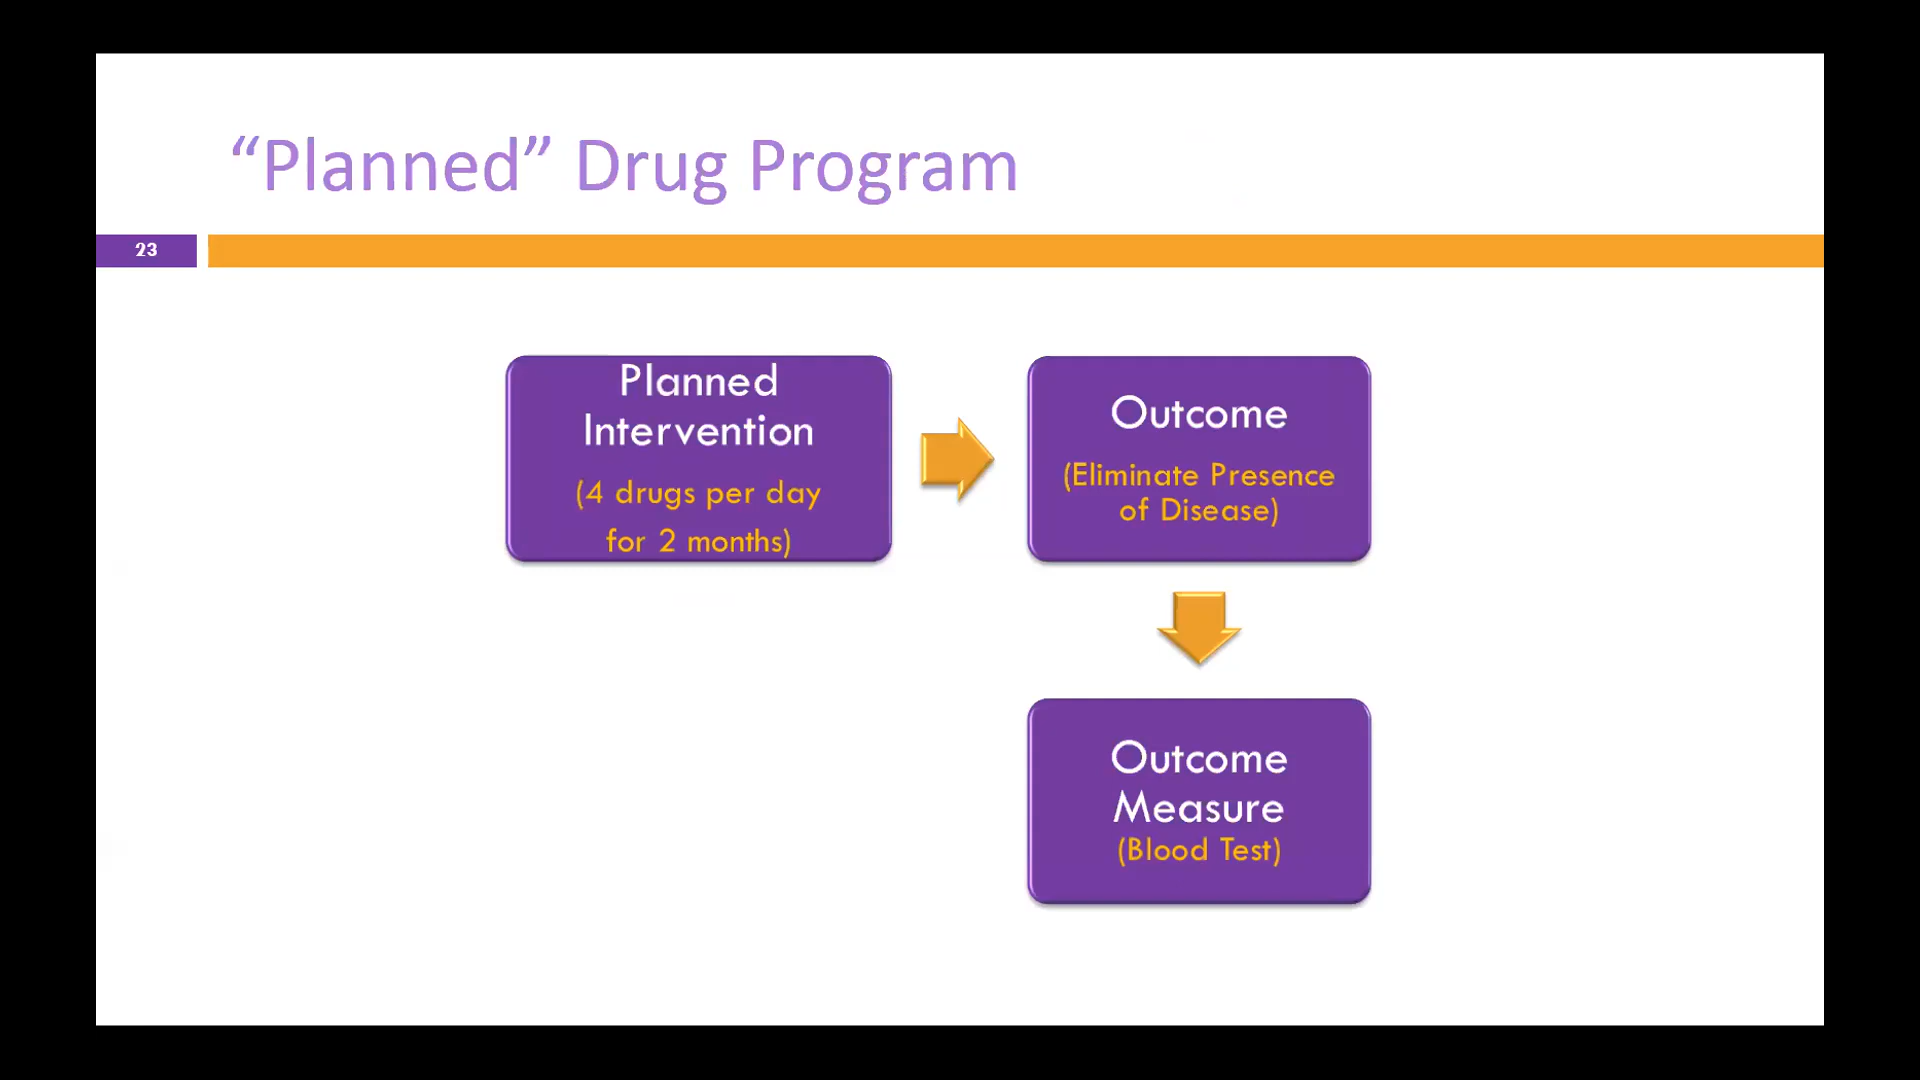 “Planned” Drug Program
23
Planned
Intervention
(4 drugs per day
for 2 months)
Outcome
(Eliminate Presence
of Disease)
Outcome
Measure
(Blood Test)